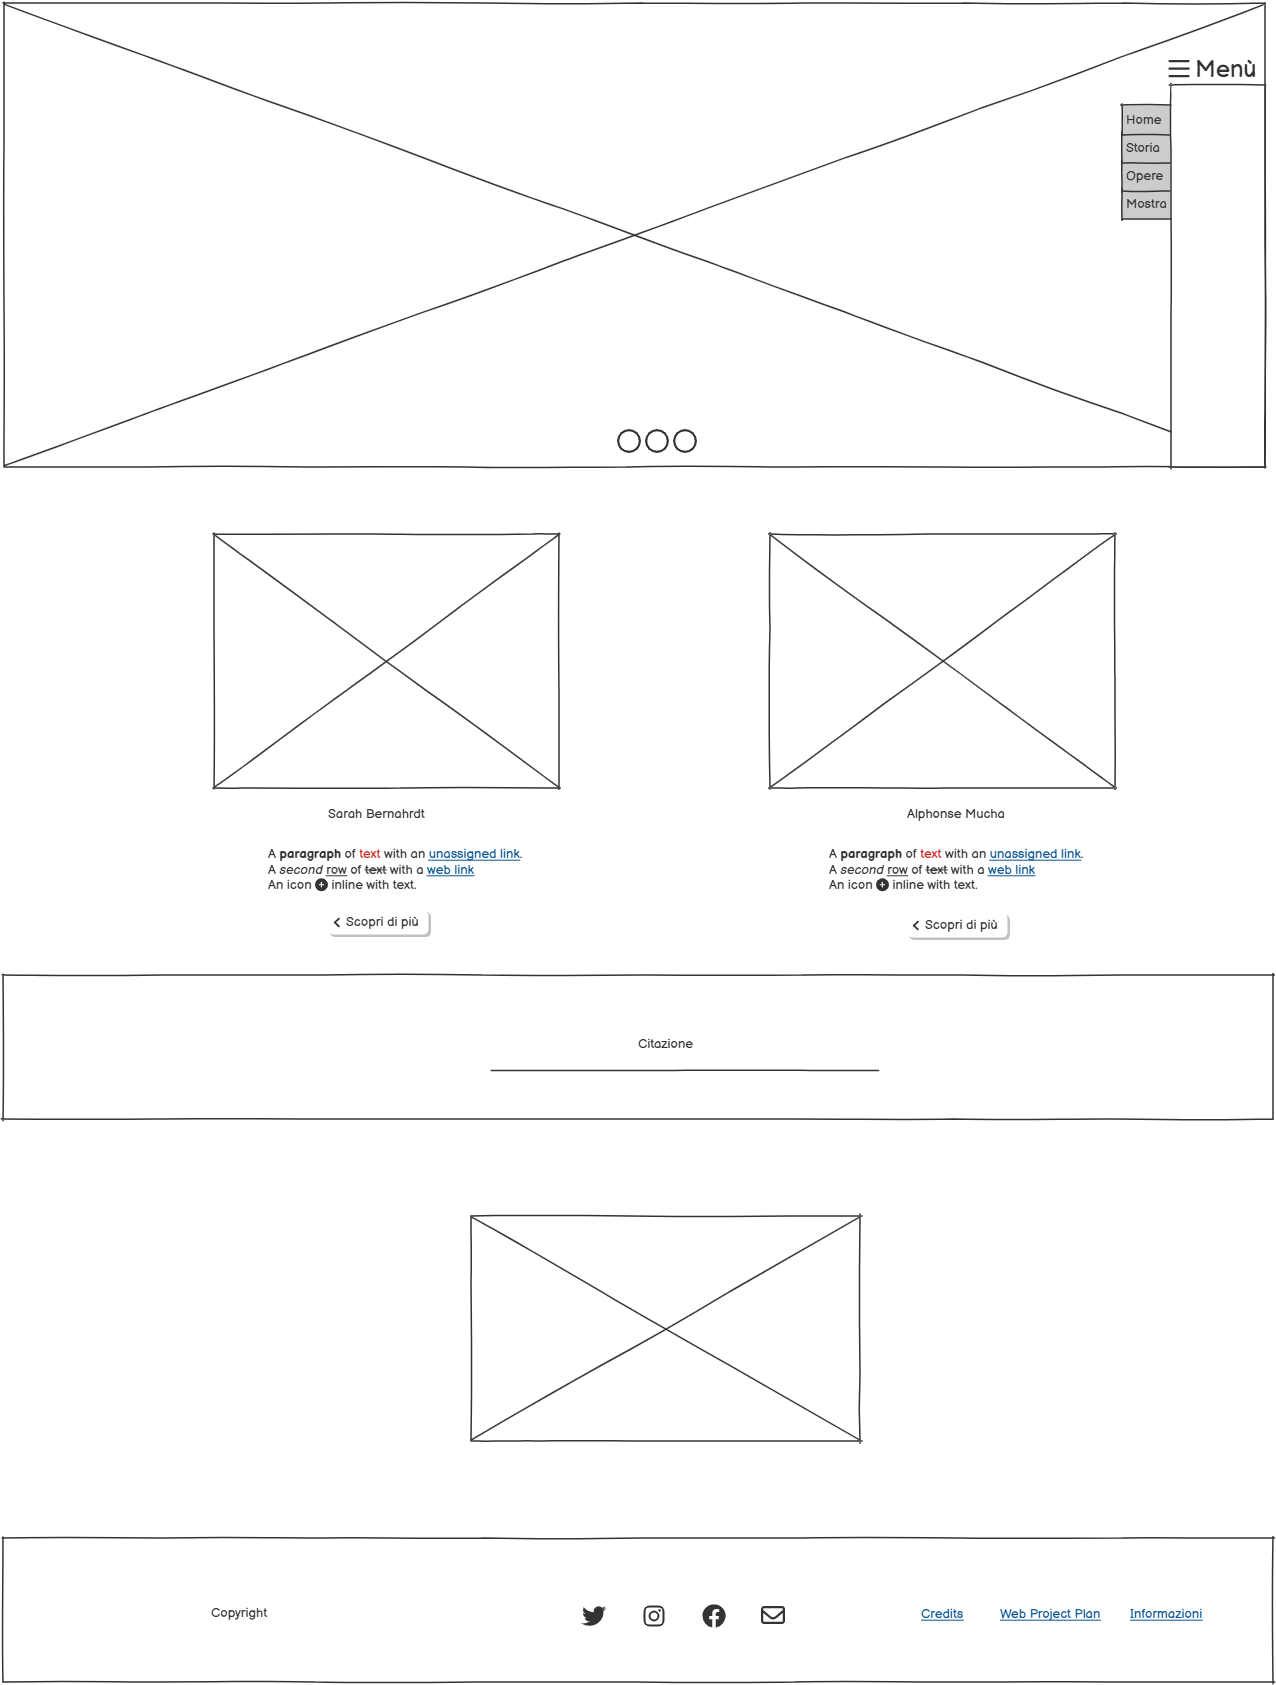 Menù
Home
Storia
Opere
Mostra
Sarah Bernahrdt
A paragraph of text with an unassigned link.
A second row of text with a web link
An icon inline with text.
Scopri di più
Alphonse Mucha
A paragraph of text with an unassigned link.
A second row of text with a web link
An icon inline with text.
Scopri di più
Citazione
Copyright
Credits
Web Project Plan
Informazioni